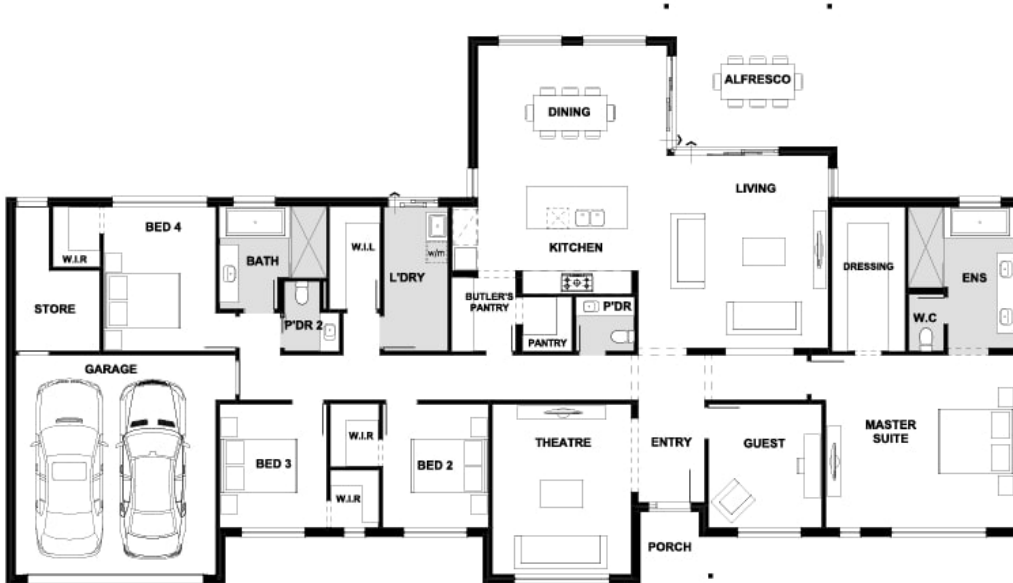 ALFRESCO
DINING
LIVING
BED 4
W.I.R
BATH
W.I.L
w/m
L'DRY
KITCHEN
DRESSING
ENS
STORE
P'DR 2
BUTLER'S
PANTRY
PANTRY
P'DR
W.C
GARAGE
BED 3
W.I.R
W.I.R
BED 2
THEATRE
ENTRY
GUEST
MASTER
SUITE
PORCH